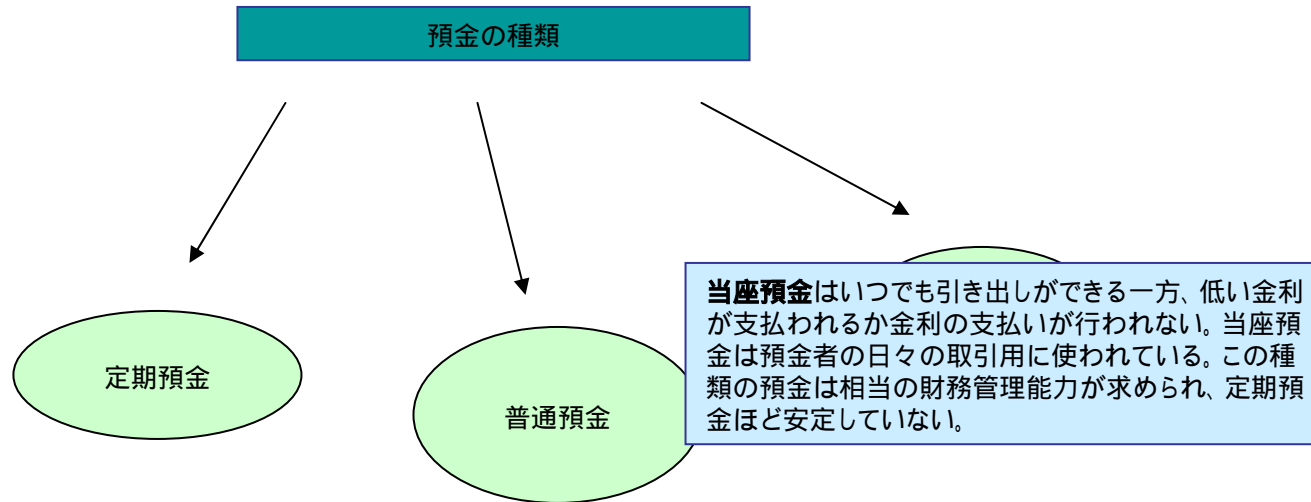 預金の種類
定期預金
普通預金
当座預金はいつでも引き出しができる一方、低い金利
が支払われるか金利の支払いが行われない。当座預
金は預金者の日々の取引用に使われている。この種
類の預金は相当の財務管理能力が求められ、定期預
金ほど安定していない。